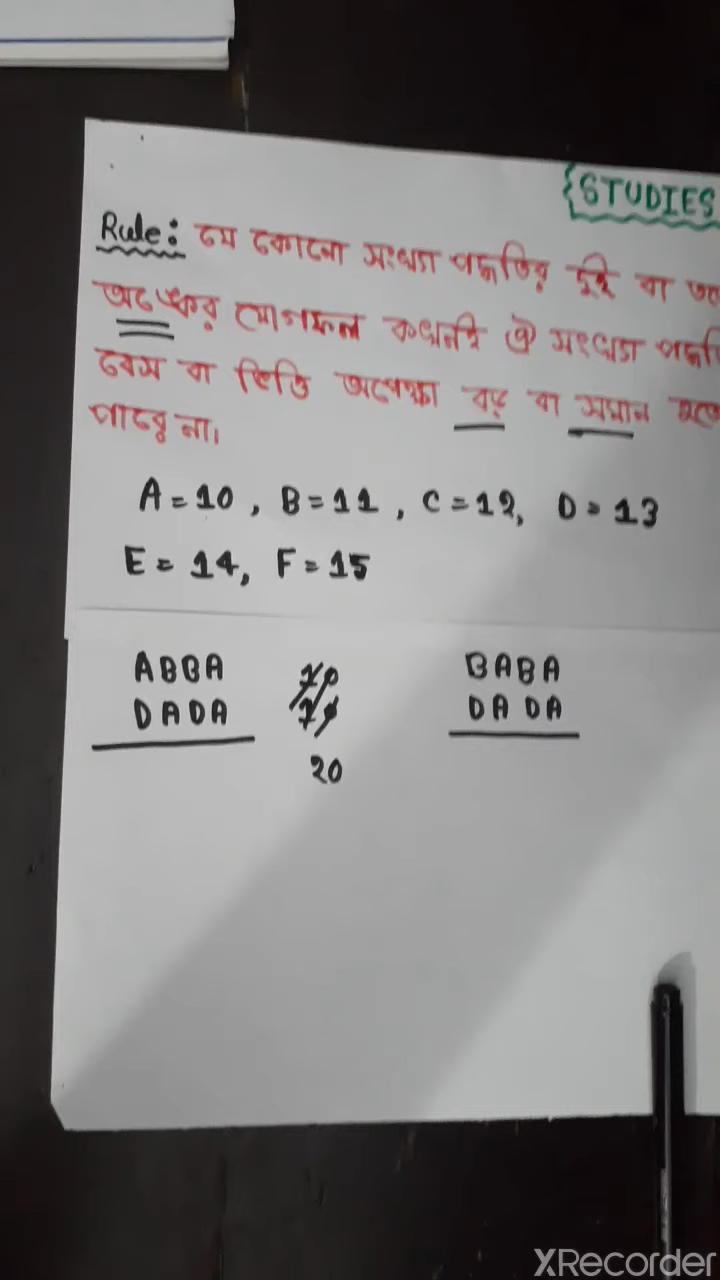 {STUDIES
Rule: যে কোনো সংখ্যা পদ্ধতির দুই বা
অঙ্কের যোগফল কখনই ঐ সংখ্যা
বেস বা ভিত্তি অপেক্ষা বড় বা সমান
পারবে না।
A = 10 , B = 11 , C = 12, D = 13
E = 14, F = 15
ABBA BABA
DADA DADA
20
XRecorder